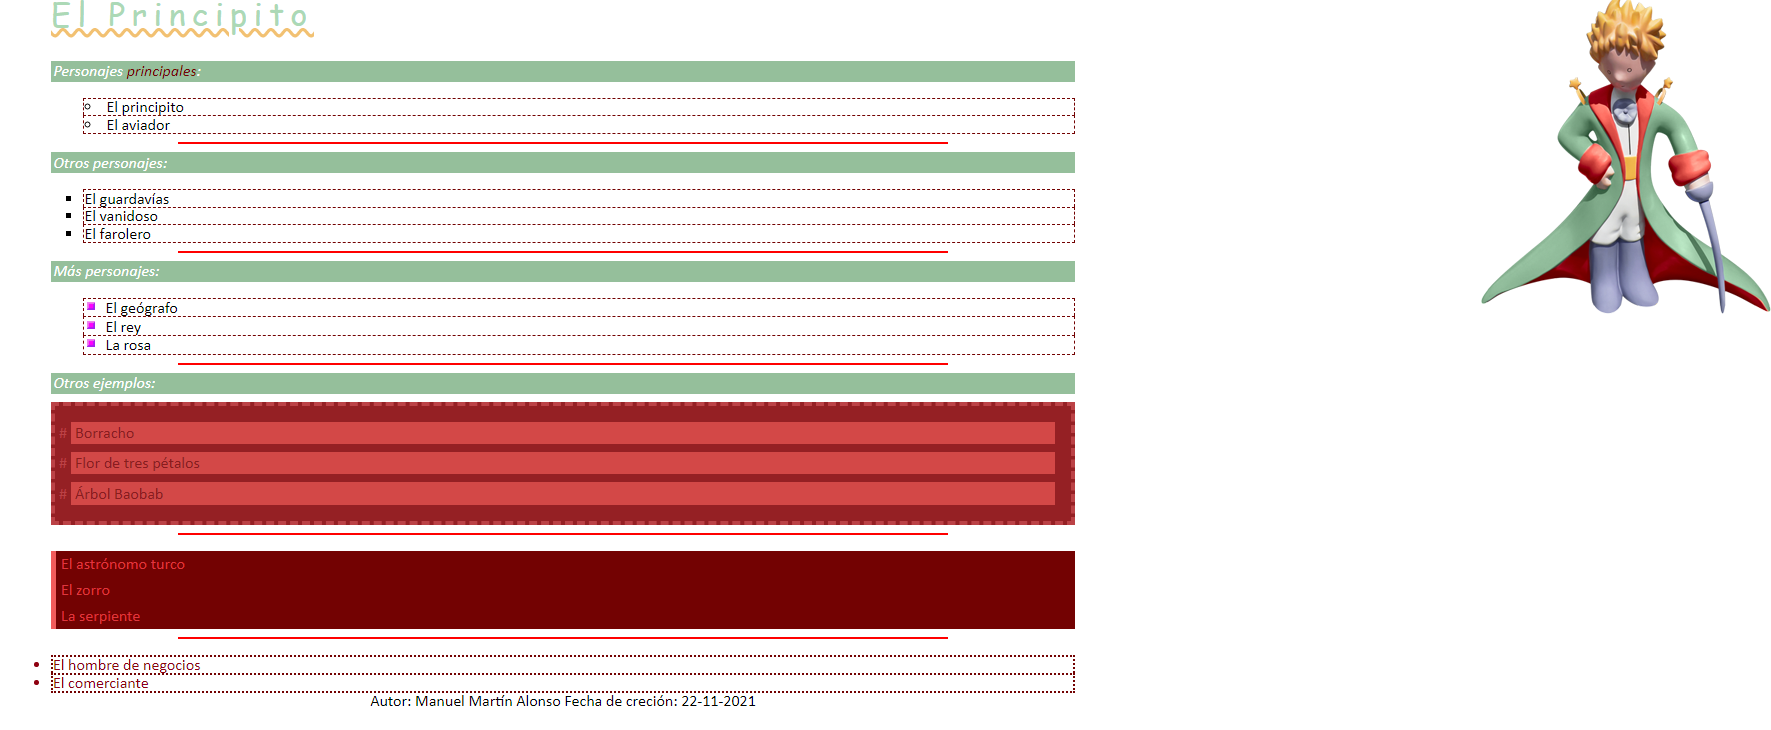 El Principito
Personajes principales:
El principito
El aviador
Otros personajes:
El guardavías
El vanidoso
El farolero
Más personajes:
El geógrafo
El rey
La rosa
Otros ejemplos:
# Borracho
# Flor de tres pétalos
# Árbol Baobab
El astrónomo turco
El zorro
La serpiente
El hombre de negocios
El comerciante
Autor: Manuel Martín Alonso Fecha de creción: 22-11-2021